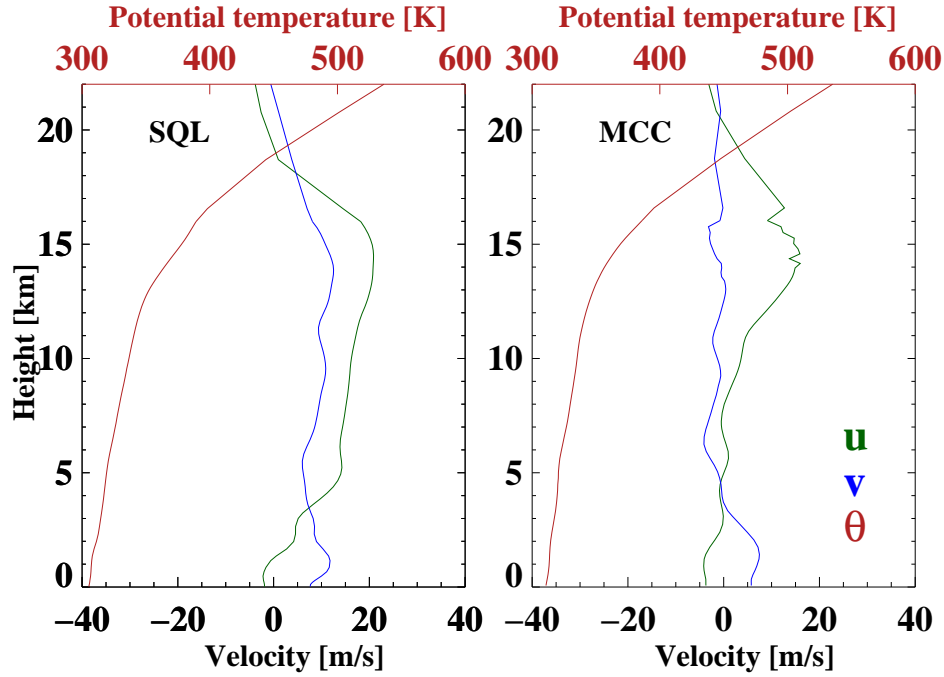 Potential temperature [K] Potential temperature [K]
300 400 500 600 300 400 500 600
SQL MCC
20 20
15 15
10 10
5 5
0 0
Height [km]
u
v
θ
−40 −20 0 20 40 −40 −20 0 20 40
Velocity [m/s] Velocity [m/s]